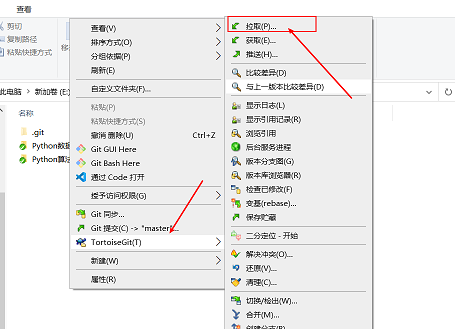 查看
剪切
复制路径
粘贴快捷方式
此电脑
新加卷 (E:)
名称
.git
Python数据
Python算法
查看(V)
排序方式(O)
分组依据(P)
刷新(E)
自定义文件夹(F)...
粘贴(P)
粘贴快捷方式(S)
撤消 删除(U) Ctrl+Z
Git GUI Here
Git Bash Here
通过 Code 打开
授予访问权限(G)
Git 同步...
Git 提交(C) -> "master"...
TortoiseGit(T)
新建(W)
属性(R)
拉取(P)...
获取(E)...
推送(H)...
比较差异(D)
与上一版本比较差异(D)
显示日志(L)
显示引用记录(R)
浏览引用
后台服务进程
版本分支图(G)
版本库浏览器(R)
检查已修改(F)
变基(rebase)...
保存贮藏
二分定位 - 开始
解决冲突(O)...
还原(V)...
清理(C)...
切换/检出(W)...
合并(M)...
创建分支(B)